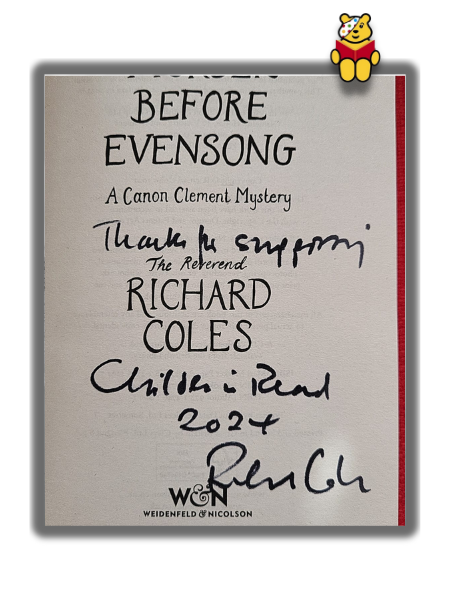 BEFORE
EVENSONG
A Canon Clement Mystery
Thanks for supporting
The Reverend
RICHARD
COLES
Children in Read
2024
W&N
WEIDENFELD & NICOLSON